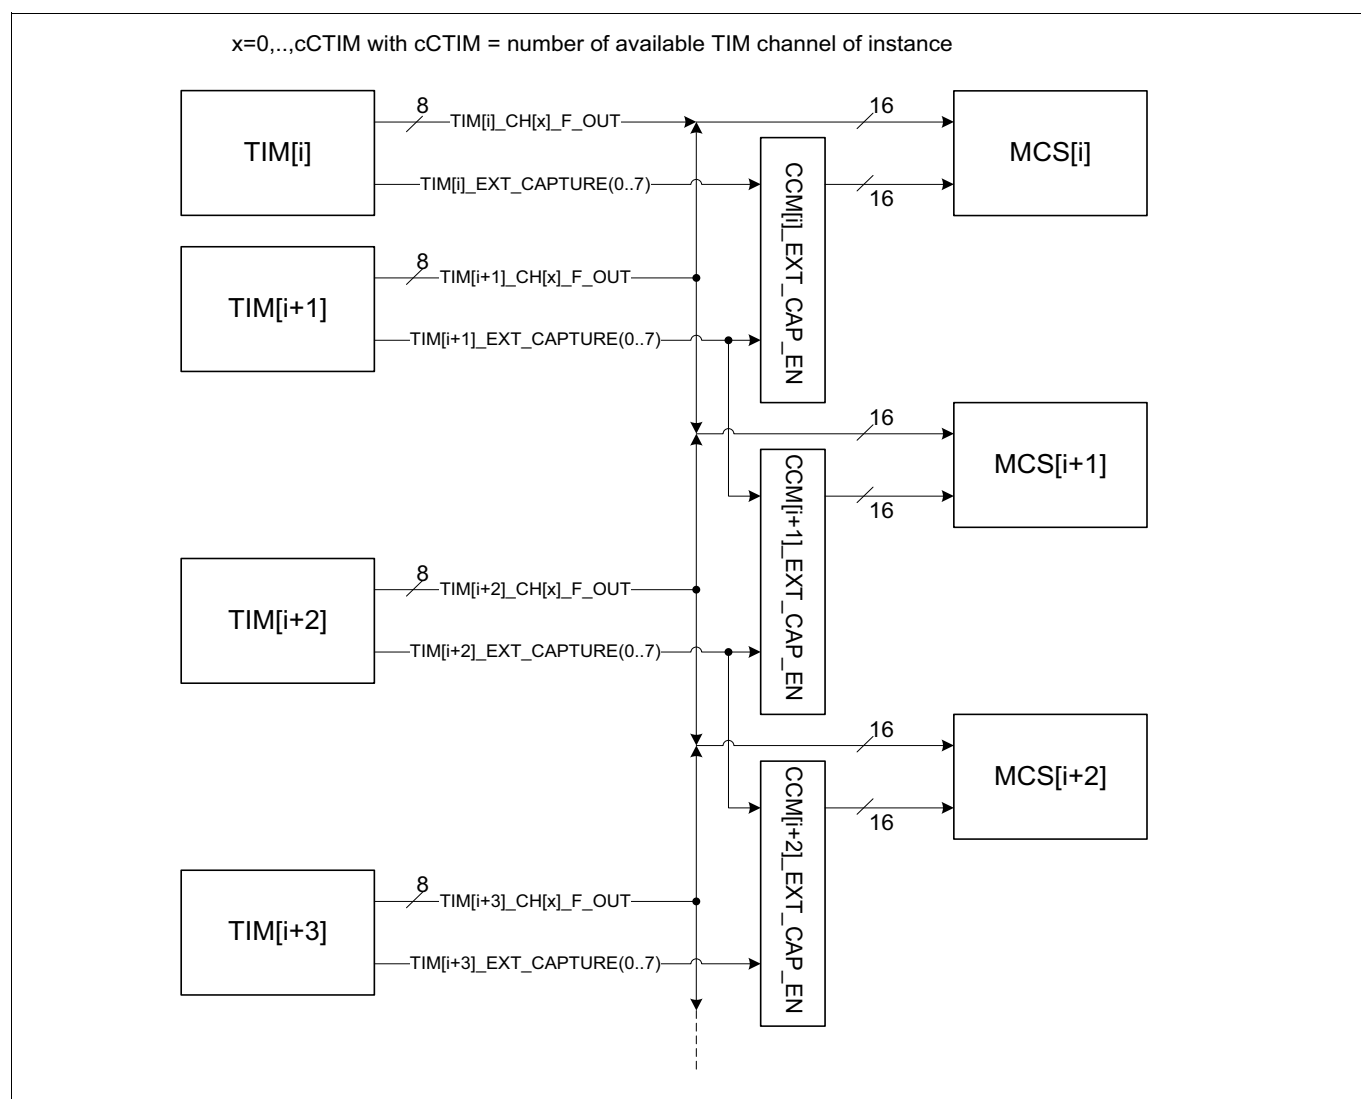 x=0,..,cCTIM with cCTIM = number of available TIM channel of instance
TIM[i]
8
TIM[i]_CH[x]_F_OUT
16
MCS[i]
TIM[i]_EXT_CAPTURE(0..7)
16
CCM[i]_EXT_CAP_EN
TIM[i+1]
8
TIM[i+1]_CH[x]_F_OUT
TIM[i+1]_EXT_CAPTURE(0..7)
16
MCS[i+1]
16
CCM[i+1]_EXT_CAP_EN
TIM[i+2]
8
TIM[i+2]_CH[x]_F_OUT
TIM[i+2]_EXT_CAPTURE(0..7)
16
MCS[i+2]
16
CCM[i+2]_EXT_CAP_EN
TIM[i+3]
8
TIM[i+3]_CH[x]_F_OUT
TIM[i+3]_EXT_CAPTURE(0..7)